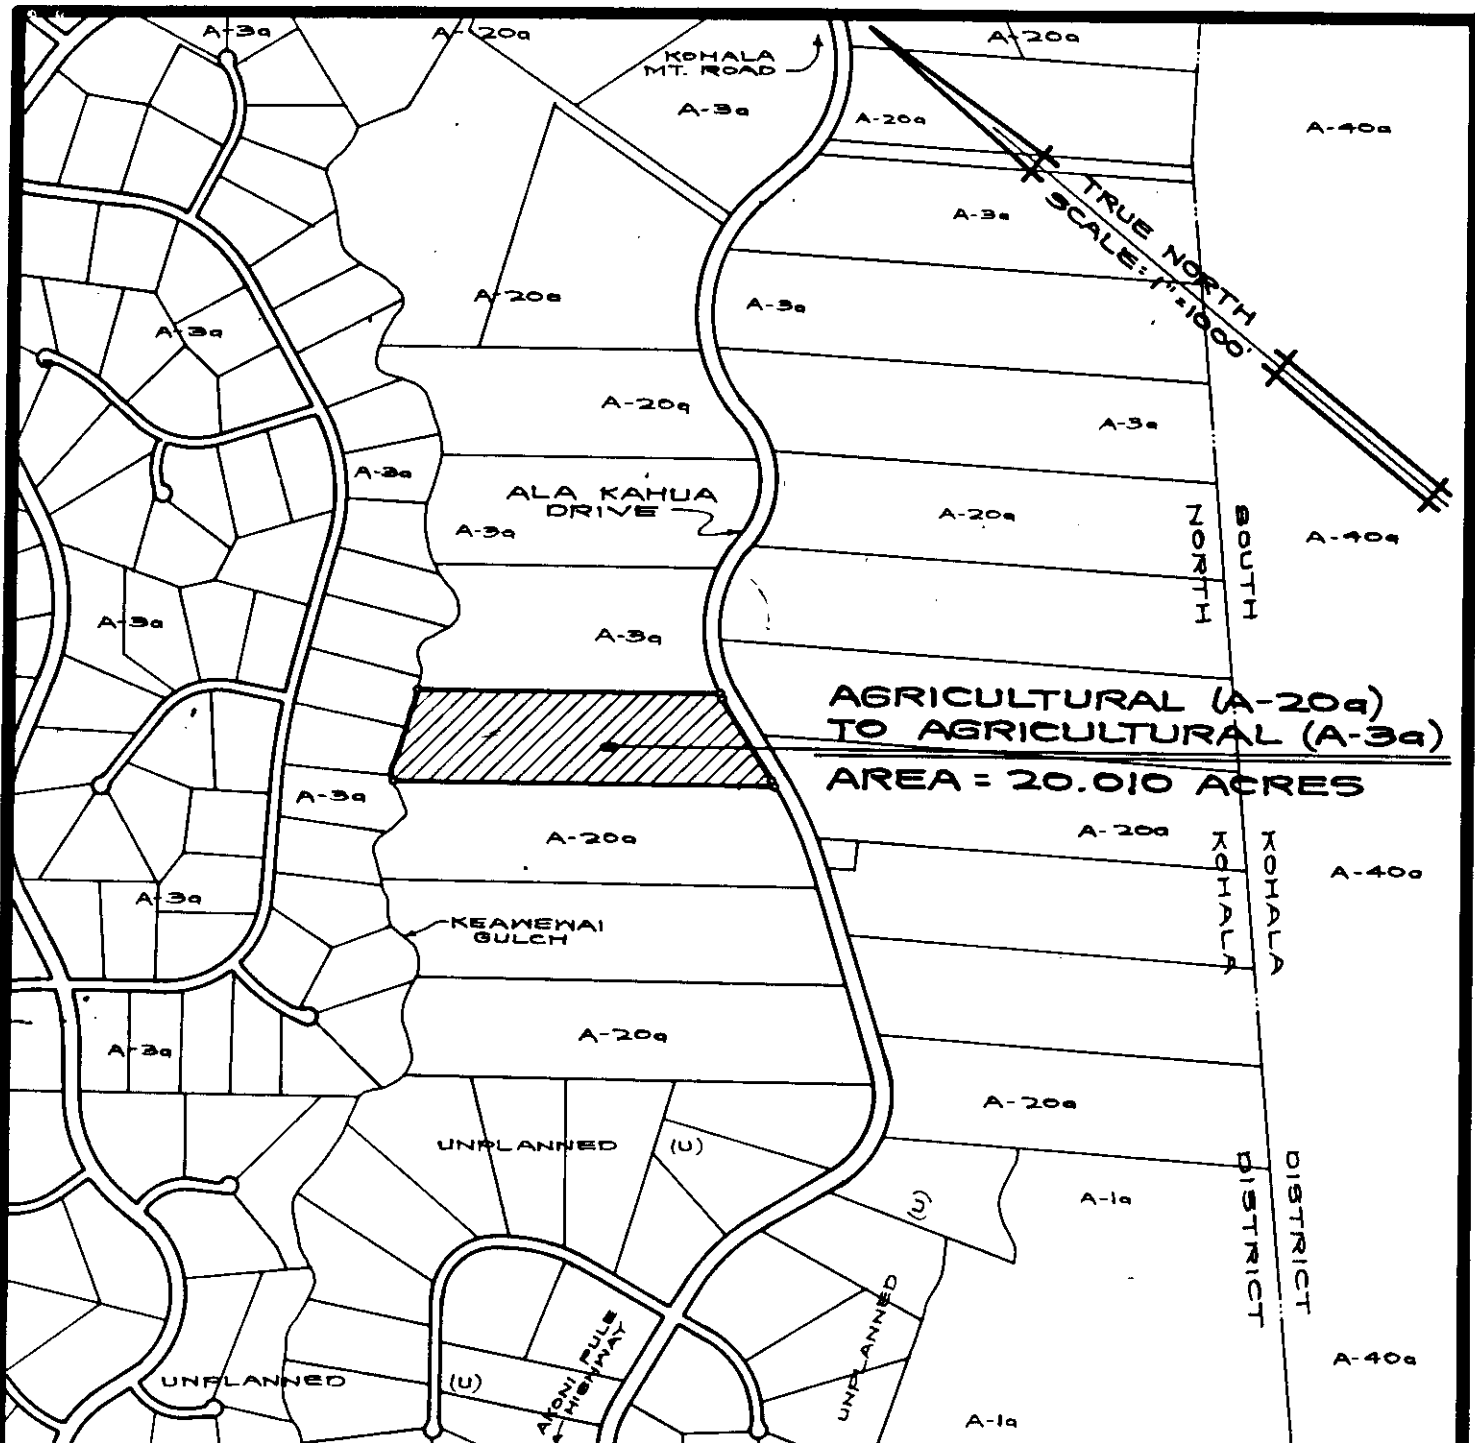 A-3a
A-20a
A-20a
KOHALA
MT. ROAD
A-3a
A-20a
A-40a
TRUE NORTH
SCALE: 1"=1000'
A-3a
A-20a
A-3a
A-3a
A-20a
A-3a
A-3a
ALA KAHUA
DRIVE
A-3a
A-20a
NORTH
SOUTH
A-40a
A-3a
A-3a
AGRICULTURAL (A-20a)
TO AGRICULTURAL (A-3a)
AREA = 20.010 ACRES
A-3a
A-20a
A-20a
KOHALA
KOHALA
A-40a
A-3a
KEAWEWAI
GULCH
A-20a
A-3a
A-20a
UNPLANNED (U)
(U)
A-1a
DISTRICT
DISTRICT
UNPLANNED
AKONI PULE
HIGHWAY
UNPLANNED (U)
A-40a
A-1a